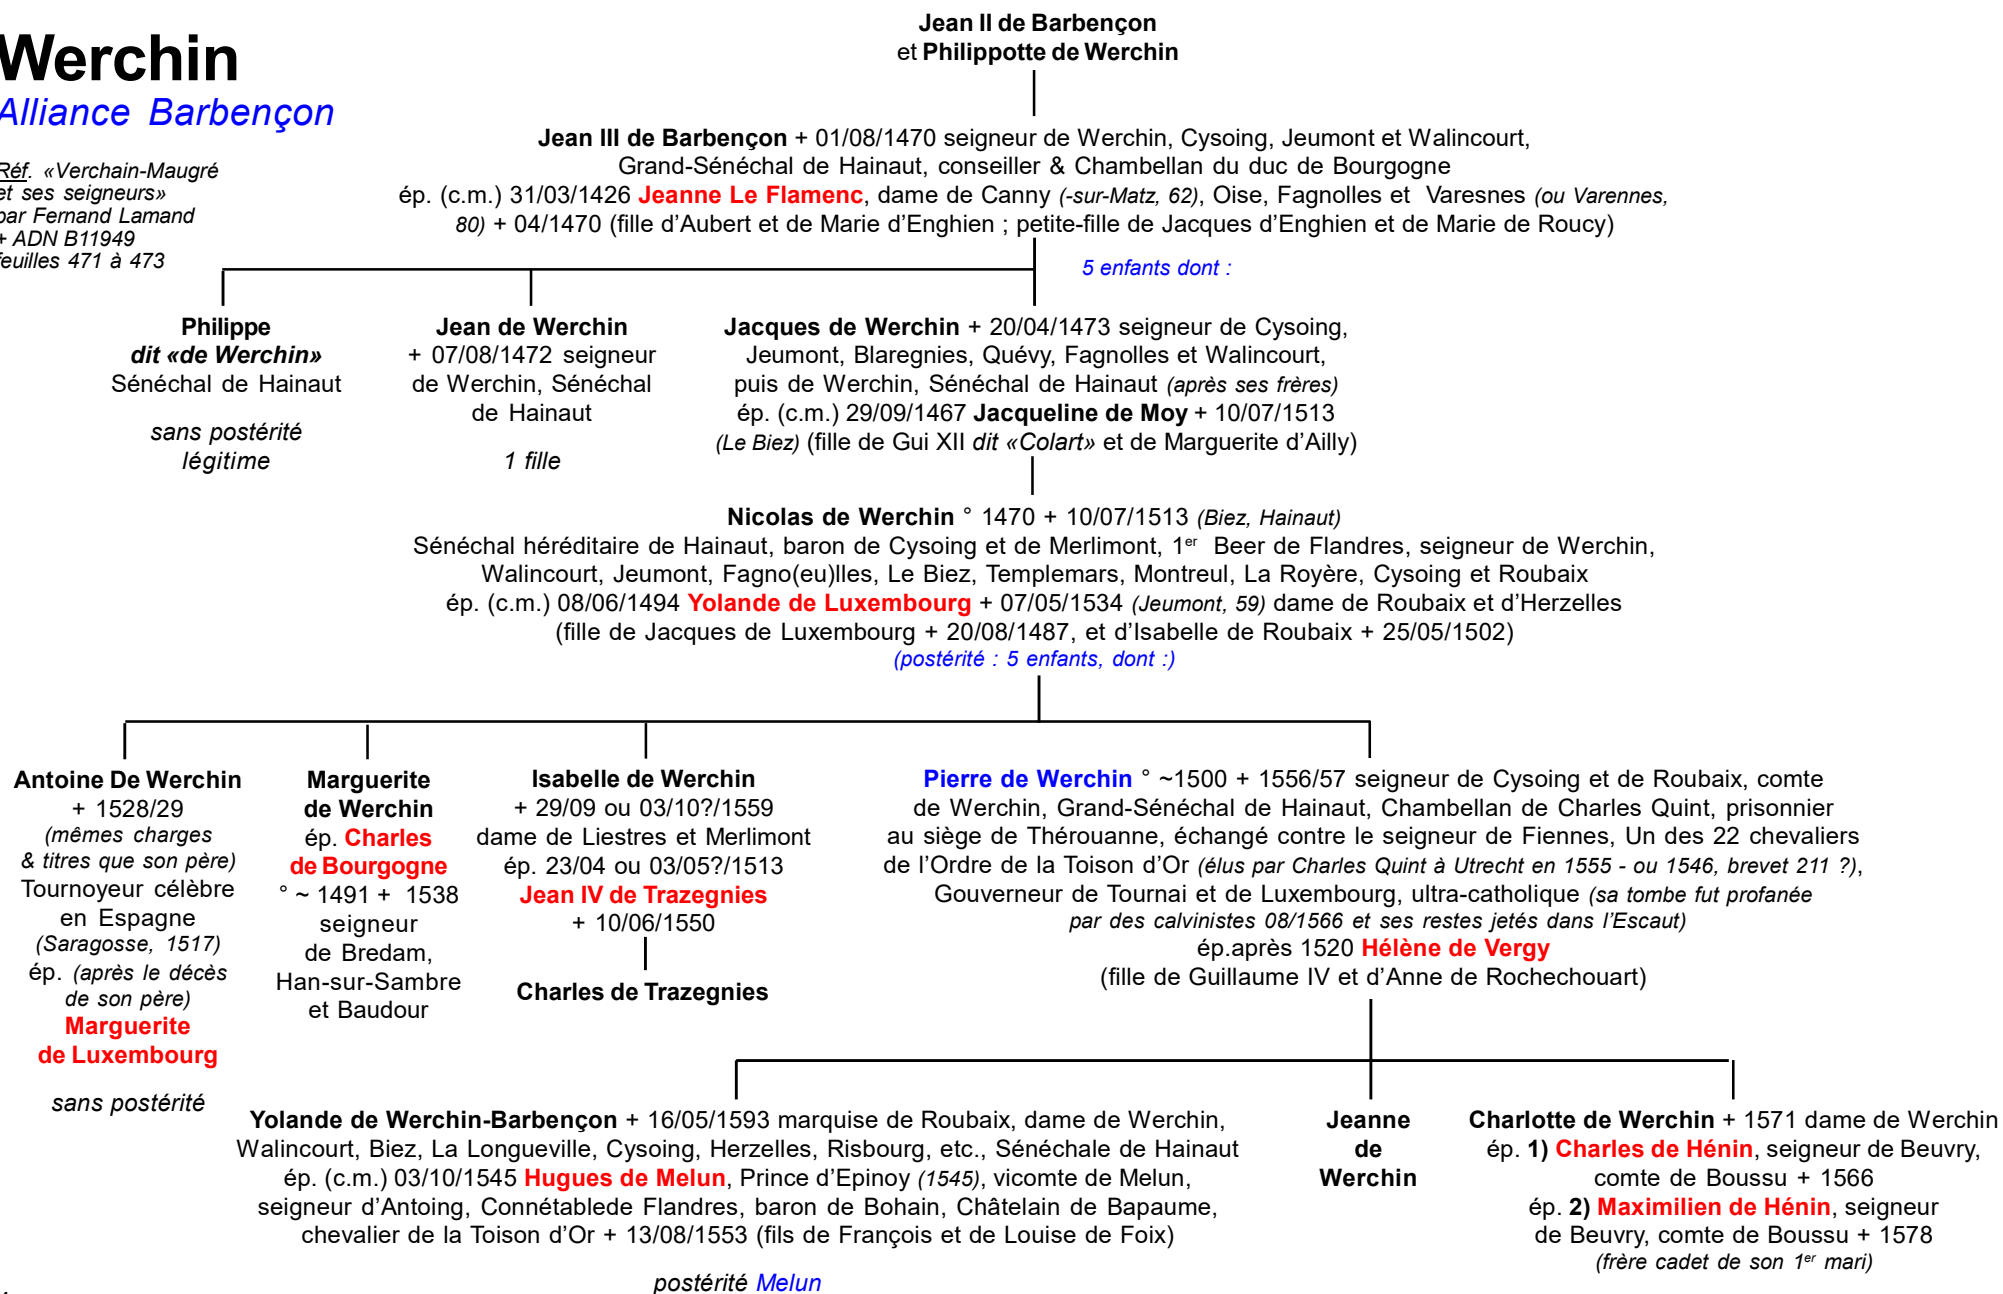 Werchin
Alliance Barbençon
Réf. «Verchain-Maugré
et ses seigneurs»
par Fernand Lamand
+ ADN B11949
feuilles 471 à 473
Jean II de Barbençon
et Philippotte de Werchin
Jean III de Barbençon + 01/08/1470 seigneur de Werchin, Cysoing, Jeumont et Walincourt,
Grand-Sénéchal de Hainaut, conseiller & Chambellan du duc de Bourgogne
ép. (c.m.) 31/03/1426 Jeanne Le Flamenc, dame de Canny (-sur-Matz, 62), Oise, Fagnolles et Varesnes (ou Varennes,
80) + 04/1470 (fille d'Aubert et de Marie d'Enghien ; petite-fille de Jacques d'Enghien et de Marie de Roucy)
5 enfants dont :
Philippe
dit «de Werchin»
Sénéchal de Hainaut
sans postérité
légitime
Jean de Werchin
+ 07/08/1472 seigneur
de Werchin, Sénéchal
de Hainaut
1 fille
Jacques de Werchin + 20/04/1473 seigneur de Cysoing,
Jeumont, Blaregnies, Quévy, Fagnolles et Walincourt,
puis de Werchin, Sénéchal de Hainaut (après ses frères)
ép. (c.m.) 29/09/1467 Jacqueline de Moy + 10/07/1513
(Le Biez) (fille de Gui XII dit «Colart» et de Marguerite d'Ailly)
Nicolas de Werchin ° 1470 + 10/07/1513 (Biez, Hainaut)
Sénéchal héréditaire de Hainaut, baron de Cysoing et de Merlimont, 1er Beer de Flandres, seigneur de Werchin,
Walincourt, Jeumont, Fagno(eu)lles, Le Biez, Templemars, Montreul, La Royère, Cysoing et Roubaix
ép. (c.m.) 08/06/1494 Yolande de Luxembourg + 07/05/1534 (Jeumont, 59) dame de Roubaix et d'Herzelles
(fille de Jacques de Luxembourg + 20/08/1487, et d'Isabelle de Roubaix + 25/05/1502)
(postérité : 5 enfants, dont :)
Antoine De Werchin
+ 1528/29
(mêmes charges
& titres que son père)
Tournoyeur célèbre
en Espagne
(Saragosse, 1517)
ép. (après le décès
de son père)
Marguerite
de Luxembourg
sans postérité
Marguerite
de Werchin
ép. Charles
de Bourgogne
° ~ 1491 + 1538
seigneur
de Bredam,
Han-sur-Sambre
et Baudour
Isabelle de Werchin
+ 29/09 ou 03/10?/1559
dame de Liestres et Merlimont
ép. 23/04 ou 03/05?/1513
Jean IV de Trazegnies
+ 10/06/1550
Charles de Trazegnies
Pierre de Werchin ° ~1500 + 1556/57 seigneur de Cysoing et de Roubaix, comte
de Werchin, Grand-Sénéchal de Hainaut, Chambellan de Charles Quint, prisonnier
au siège de Thérouanne, échangé contre le seigneur de Fiennes, Un des 22 chevaliers
de l'Ordre de la Toison d'Or (élus par Charles Quint à Utrecht en 1555 - ou 1546, brevet 211 ?),
Gouverneur de Tournai et de Luxembourg, ultra-catholique (sa tombe fut profanée
par des calvinistes 08/1566 et ses restes jetés dans l'Escaut)
ép.après 1520 Hélène de Vergy
(fille de Guillaume IV et d'Anne de Rochechouart)
Yolande de Werchin-Barbençon + 16/05/1593 marquise de Roubaix, dame de Werchin,
Walincourt, Biez, La Longueville, Cysoing, Herzelles, Risbourg, etc., Sénéchale de Hainaut
ép. (c.m.) 03/10/1545 Hugues de Melun, Prince d'Epinoy (1545), vicomte de Melun,
seigneur d'Antoing, Connétablede Flandres, baron de Bohain, Châtelain de Bapaume,
chevalier de la Toison d'Or + 13/08/1553 (fils de François et de Louise de Foix)
postérité Melun
Jeanne
de
Werchin
Charlotte de Werchin + 1571 dame de Werchin
ép. 1) Charles de Hénin, seigneur de Beuvry,
comte de Boussu + 1566
ép. 2) Maximilien de Hénin, seigneur
de Beuvry, comte de Boussu + 1578
(frère cadet de son 1er mari)